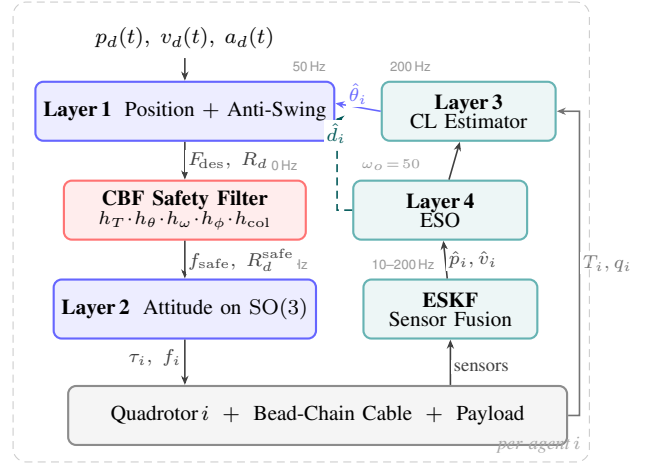 p_d(t), v_d(t), a_d(t)
50 Hz
200 Hz
Layer 1 Position + Anti-Swing
θ̂_i
Layer 3
CL Estimator
d̂_i
F_des, R_d
0 Hz
ω_o = 50
CBF Safety Filter
h_T · h_θ · h_ω · h_ϕ · h_col
Layer 4
ESO
f_safe, R_d^safe
Hz
10–200 Hz
p̂_i, v̂_i
T_i, q_i
Layer 2 Attitude on SO(3)
ESKF
Sensor Fusion
τ_i, f_i
sensors
Quadrotor i + Bead-Chain Cable + Payload
per-agent i